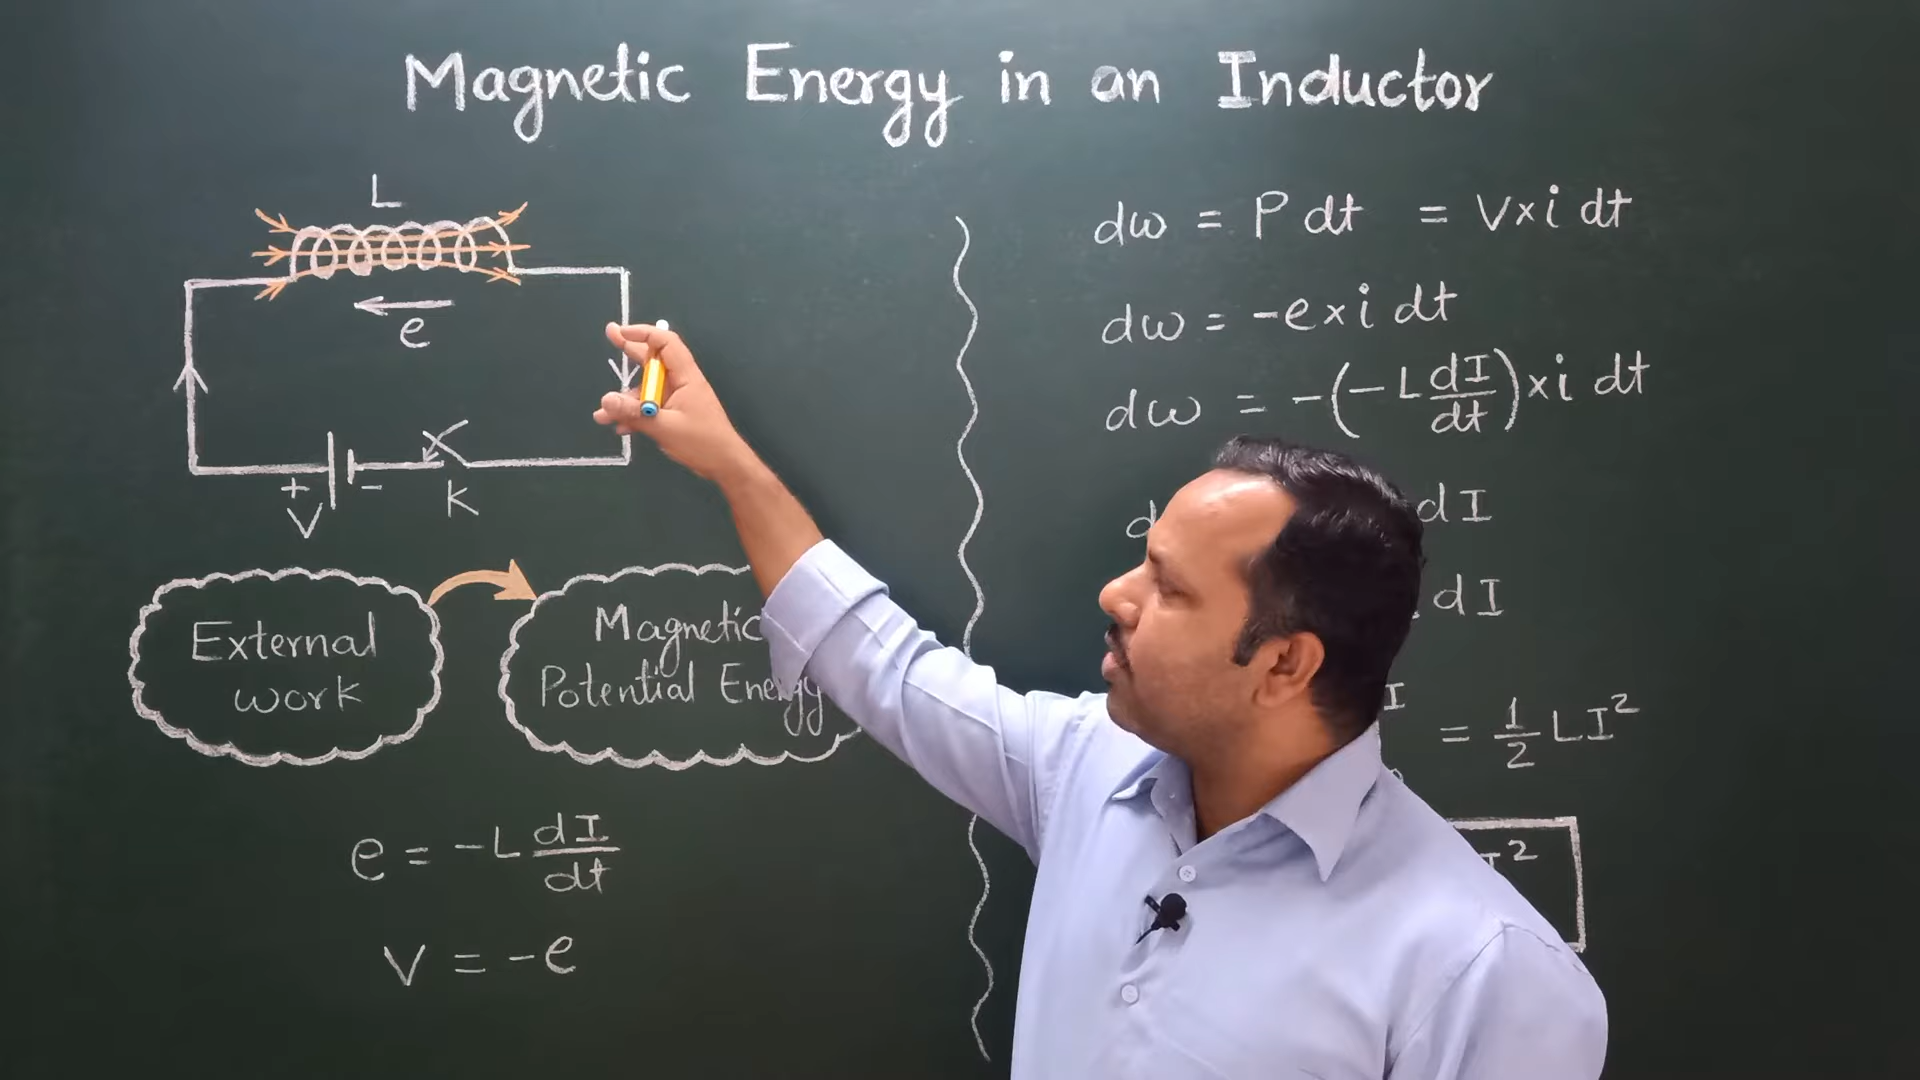 Magnetic Energy in an Inductor
L
e
+ -
V
K
External
work
Magnetic
Potential Energy
e = -L dI/dt
V = -e
dw = P dt = V×i dt
dw = -e×i dt
dw = -(-L dI/dt)×i dt
dI
dI
= 1/2 LI²
I²